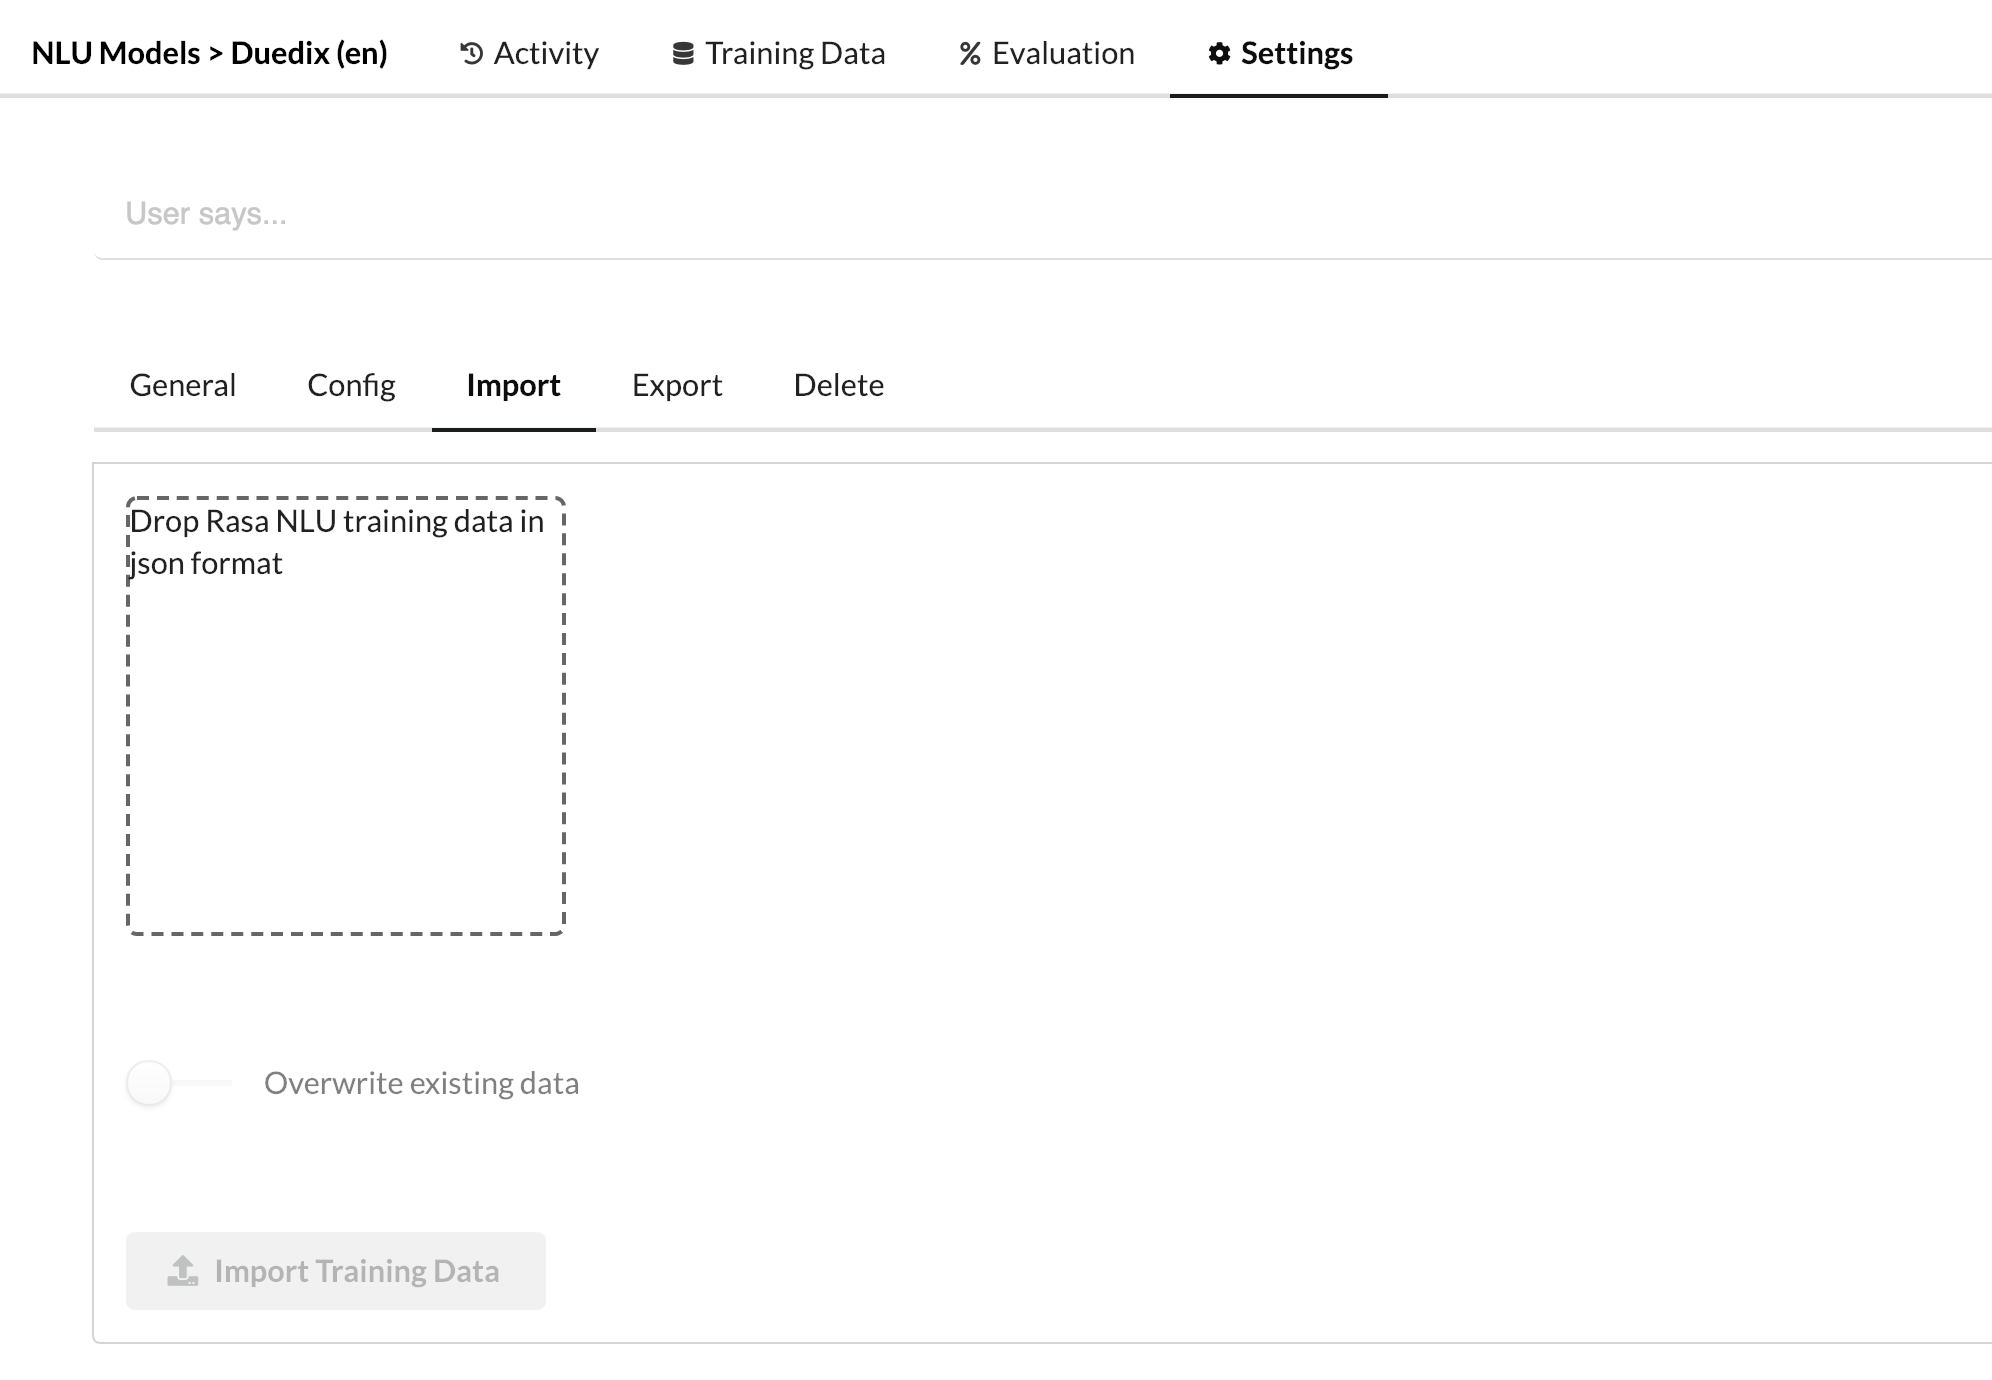 NLU Models > Duedix (en) Activity Training Data % Evaluation Settings
User says...
General Config Import Export Delete
Drop Rasa NLU training data in
json format
Overwrite existing data
Import Training Data